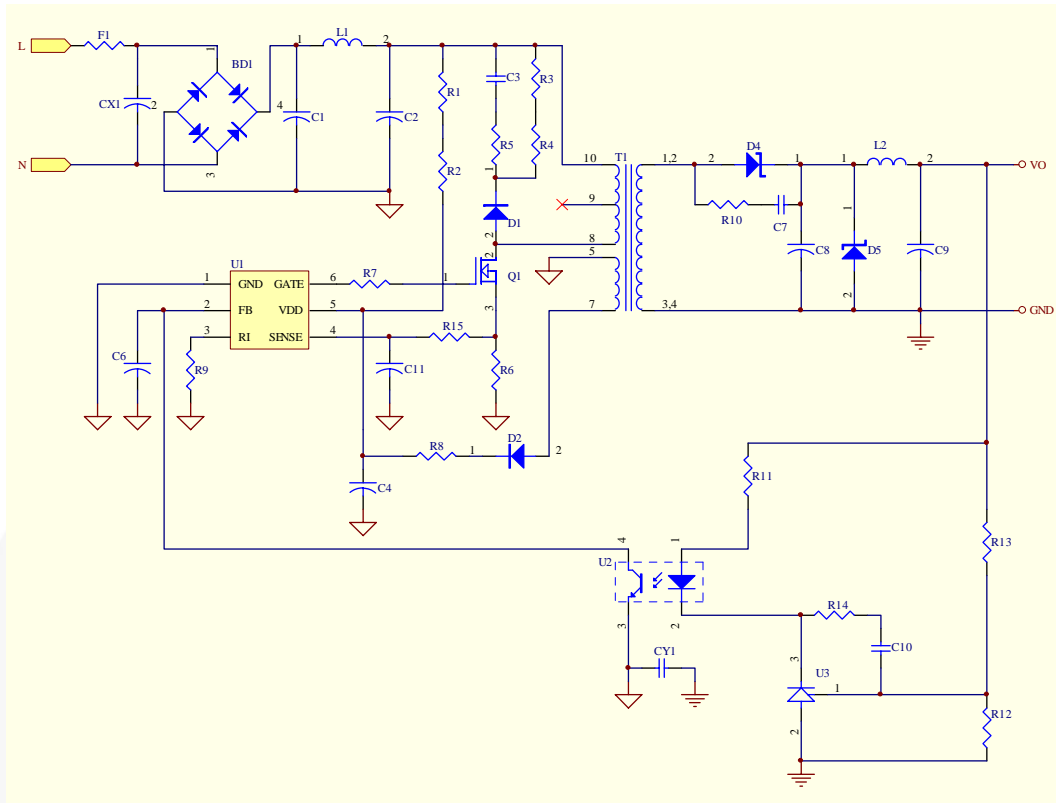 L
F1
CX1
2
N
1
BD1
3
4
1
L1
2
C1
C2
R1
R2
C3
R3
R5
R4
1
D1
2
2
Q1
1
3
10
T1
1,2
9
8
5
7
3,4
2
D4
1
R10
C7
C8
1
L2
2
VO
1
D5
2
C9
GND
U1
1
GND
GATE
6
R7
2
FB
VDD
5
3
RI
SENSE
4
R15
C6
R9
C11
R6
R8
1
D2
2
C4
R11
R13
4
1
U2
3
2
R14
C10
CY1
3
U3
1
2
R12